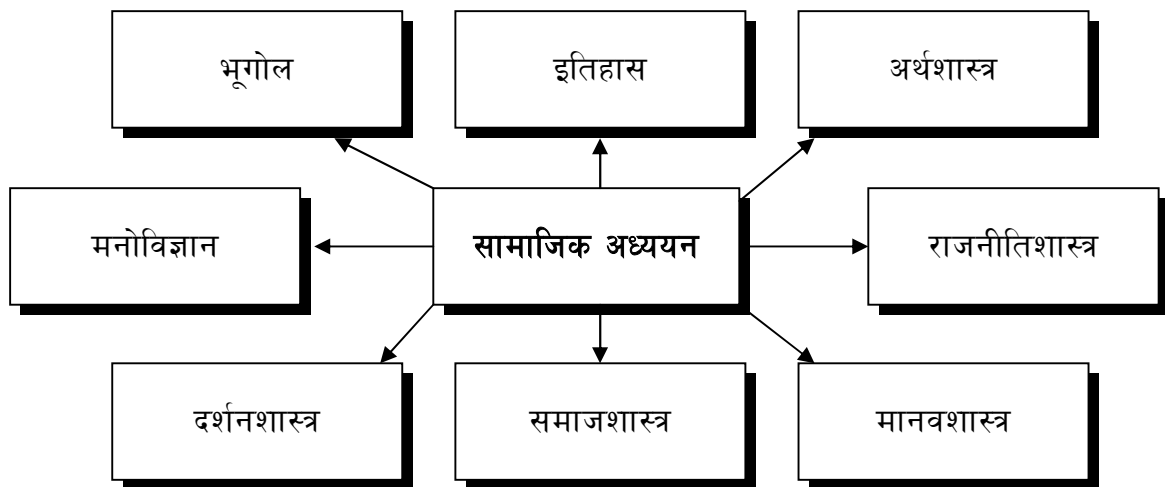 भूगोल
इतिहास
अर्थशास्त्र
मनोविज्ञान
सामाजिक अध्ययन
राजनीतिशास्त्र
दर्शनशास्त्र
समाजशास्त्र
मानवशास्त्र